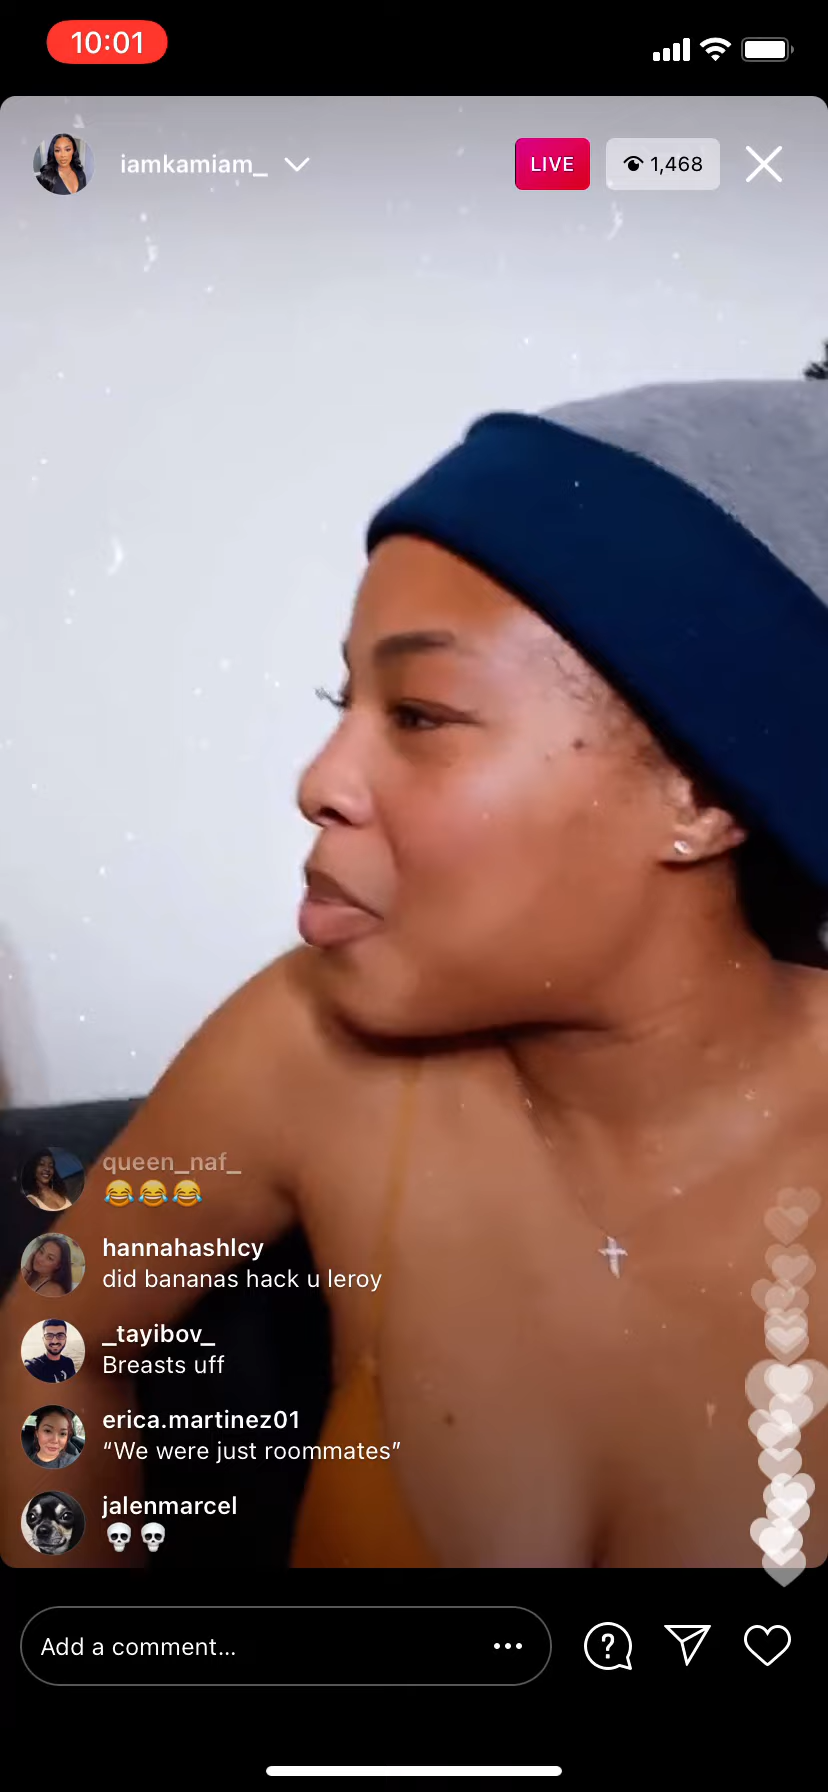 10:01
iamkamiam_
LIVE
1,468
queen_naf_
😂😂😂
hannahashlcy
did bananas hack u leroy
_tayibov_
Breasts uff
erica.martinez01
“We were just roommates”
jalenmarcel
💀💀
Add a comment...